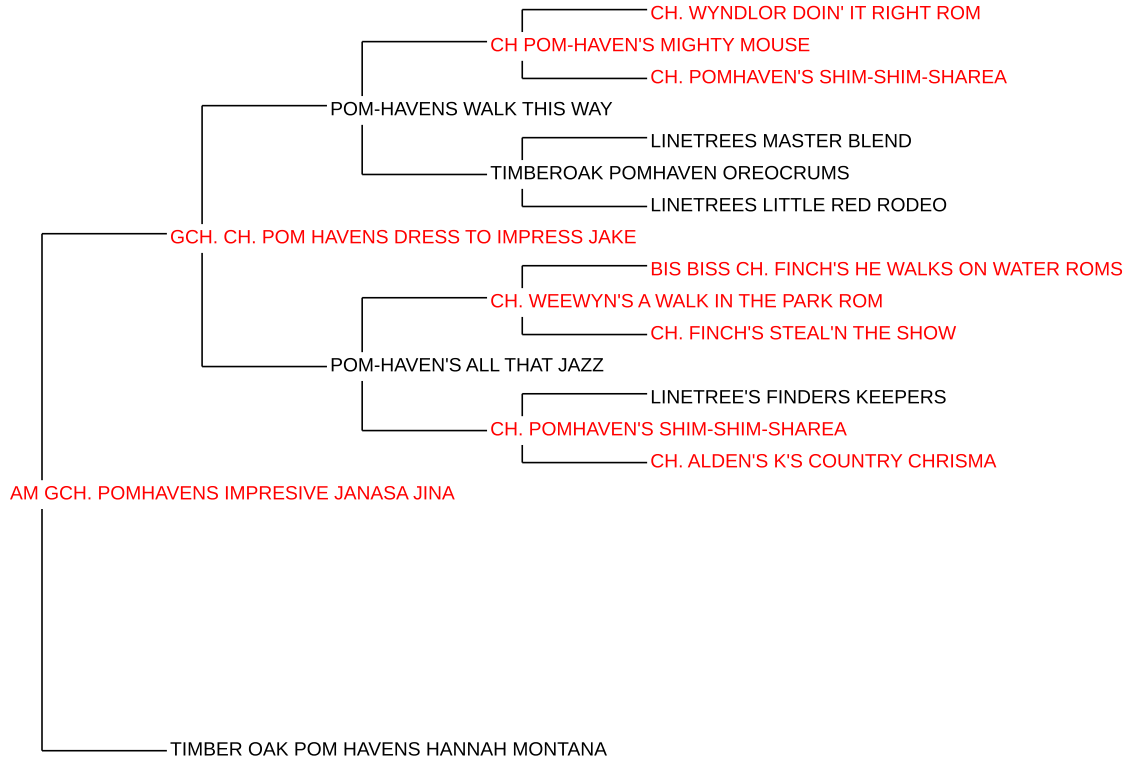 CH. WYNDLOR DOIN' IT RIGHT ROM
CH POM-HAVEN'S MIGHTY MOUSE
CH. POMHAVEN'S SHIM-SHIM-SHAREA
POM-HAVENS WALK THIS WAY
LINETREES MASTER BLEND
TIMBEROAK POMHAVEN OREOCRUMS
LINETREES LITTLE RED RODEO
GCH. CH. POM HAVENS DRESS TO IMPRESS JAKE
BIS BISS CH. FINCH'S HE WALKS ON WATER ROMS
CH. WEEWYN'S A WALK IN THE PARK ROM
CH. FINCH'S STEAL'N THE SHOW
POM-HAVEN'S ALL THAT JAZZ
LINETREE'S FINDERS KEEPERS
CH. POMHAVEN'S SHIM-SHIM-SHAREA
CH. ALDEN'S K'S COUNTRY CHRISMA
AM GCH. POMHAVENS IMPRESIVE JANASA JINA
TIMBER OAK POM HAVENS HANNAH MONTANA